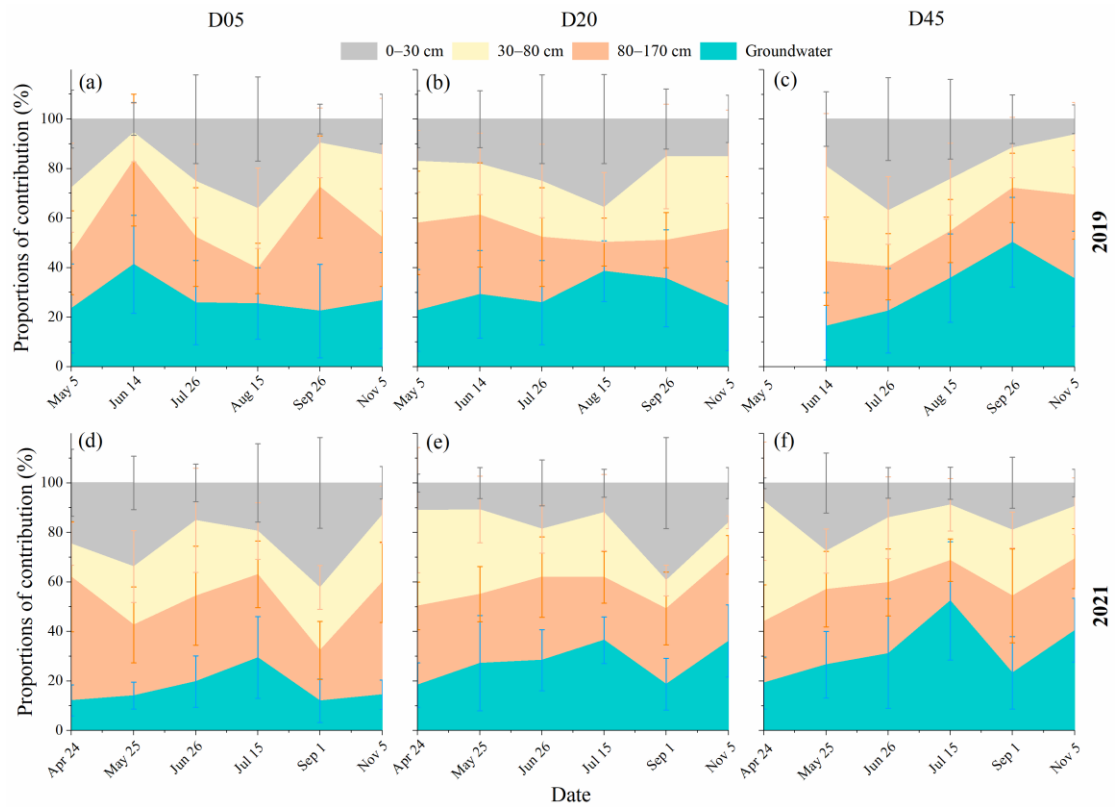 D05 D20 D45
0–30 cm 30–80 cm 80–170 cm Groundwater
(a) (b) (c)
Proportions of contribution (%)
100
80
60
40
20
0
2019
May 5 Jun 14 Jul 26 Aug 15 Sep 26 Nov 5
May 5 Jun 14 Jul 26 Aug 15 Sep 26 Nov 5
May 5 Jun 14 Jul 26 Aug 15 Sep 26 Nov 5
(d) (e) (f)
Proportions of contribution (%)
100
80
60
40
20
0
2021
Apr 24 May 25 Jun 26 Jul 15 Sep 1 Nov 5
Apr 24 May 25 Jun 26 Jul 15 Sep 1 Nov 5
Apr 24 May 25 Jun 26 Jul 15 Sep 1 Nov 5
Date